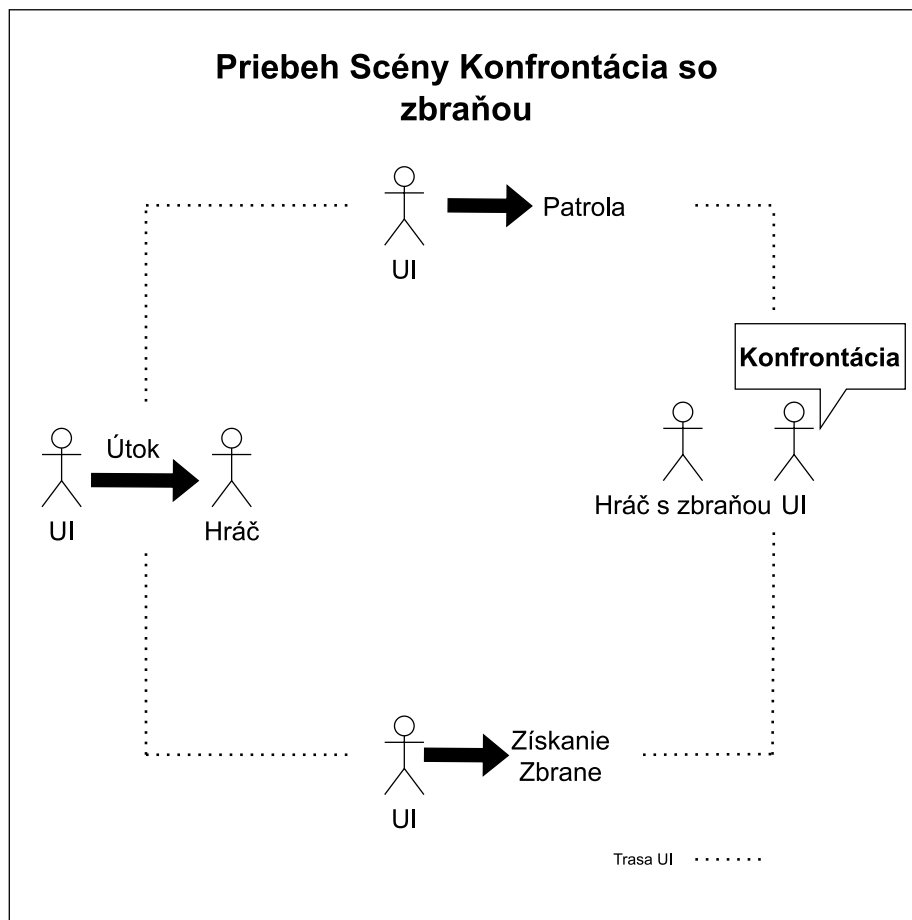 Priebeh Scény Konfrontácia so
zbraňou
Patrola
UI
Konfrontácia
Útok
UI
Hráč
Hráč s zbraňou UI
Získanie
Zbrane
UI
Trasa UI